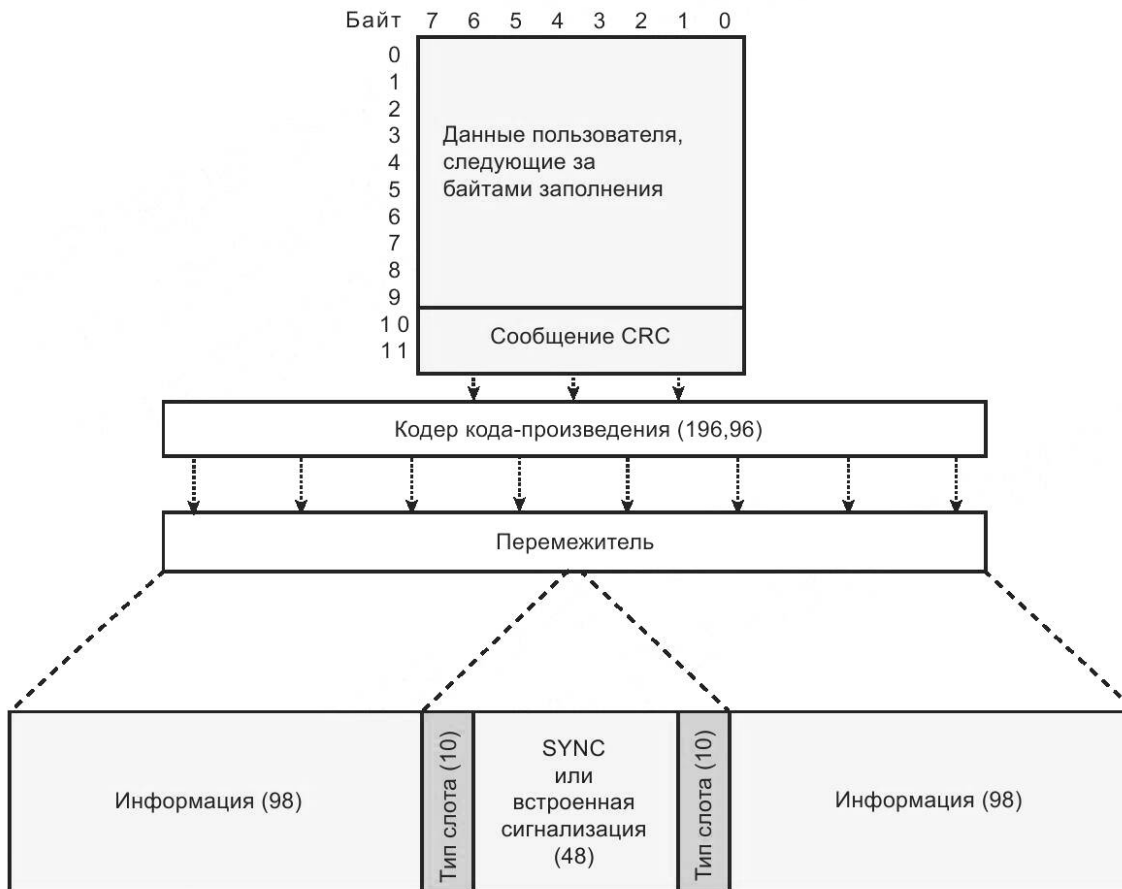 Байт 7 6 5 4 3 2 1 0
0
1
2
3
4
5
6
7
8
9
10
11
Данные пользователя,
следующие за
байтами заполнения
Сообщение CRC
Кодер кода-произведения (196,96)
Перемежитель
Информация (98)
Тип слота (10)
SYNC
или
встроенная
сигнализация
(48)
Тип слота (10)
Информация (98)